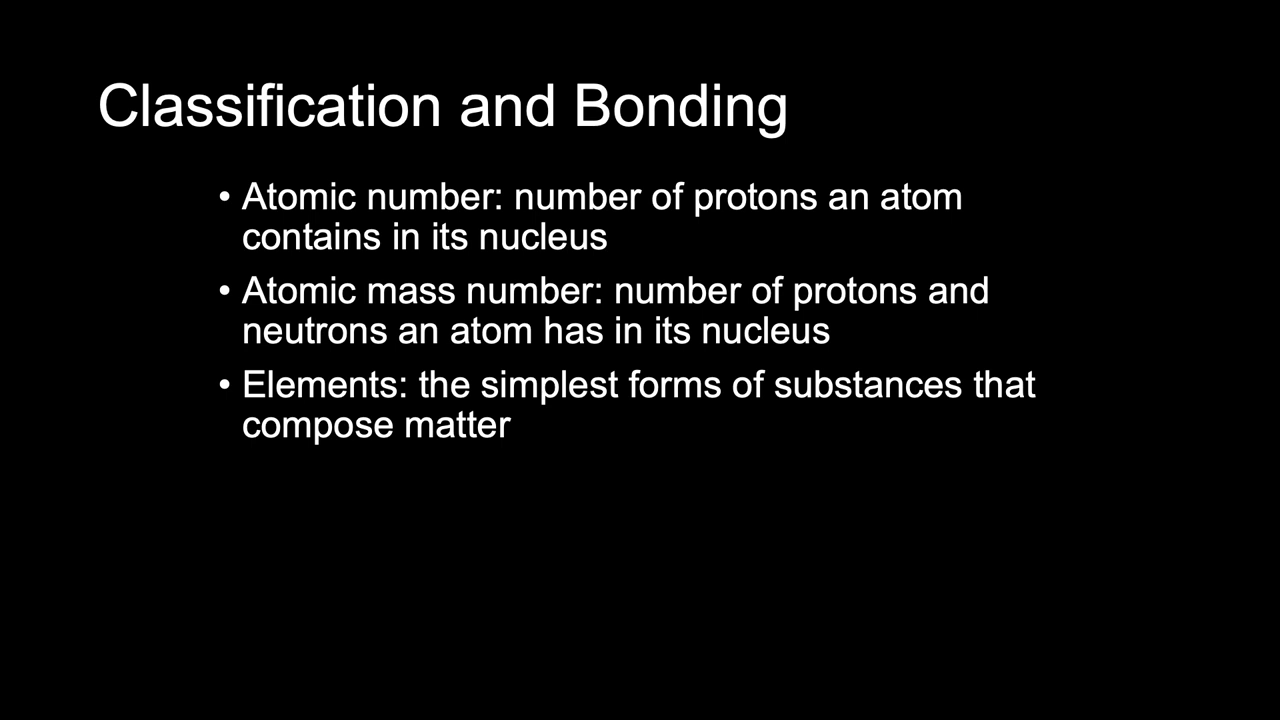 Classification and Bonding
• Atomic number: number of protons an atom
contains in its nucleus
• Atomic mass number: number of protons and
neutrons an atom has in its nucleus
• Elements: the simplest forms of substances that
compose matter